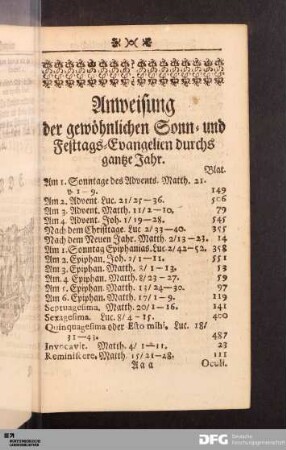 Anweisung
der gewöhnlichen Sonn- und
Festtags-Evangelien durchs
gantze Jahr.
Blat.
Am 1. Sonntage des Advents. Matth. 21.
v. 1-9. 149
Am 2. Advent. Luc. 21/25-36. 506
Am 3. Advent. Matth. 11/2-10. 79
Am 4. Advent. Joh. 1/19-28. 545
Nach dem Christtage. Luc. 2/33-40. 355
Nach dem Neuen Jahr. Matth. 2/13-23. 14
Am 1. Sonntag Epiphanias. Luc. 2/42-52. 358
Am 2. Epiphan. Joh. 2/1-11. 551
Am 3. Epiphan. Matth. 8/1-13. 53
Am 4. Epiphan. Matth. 8/23-27. 59
Am 5. Epiphan. Matth. 13/24-30. 97
Am 6. Epiphan. Matth. 17/1-9. 119
Septuagesima. Matth. 20/1-16. 141
Sexagesima. Luc. 8/4-15. 400
Quinquagesima oder Esto mihi. Luc. 18/
31-43. 487
Invocavit. Matth. 4/1-11. 23
Reminiscere. Matth. 15/21-28. 111
Aaa Oculi.
DFG Deutsche
Forschungsgemeinschaft